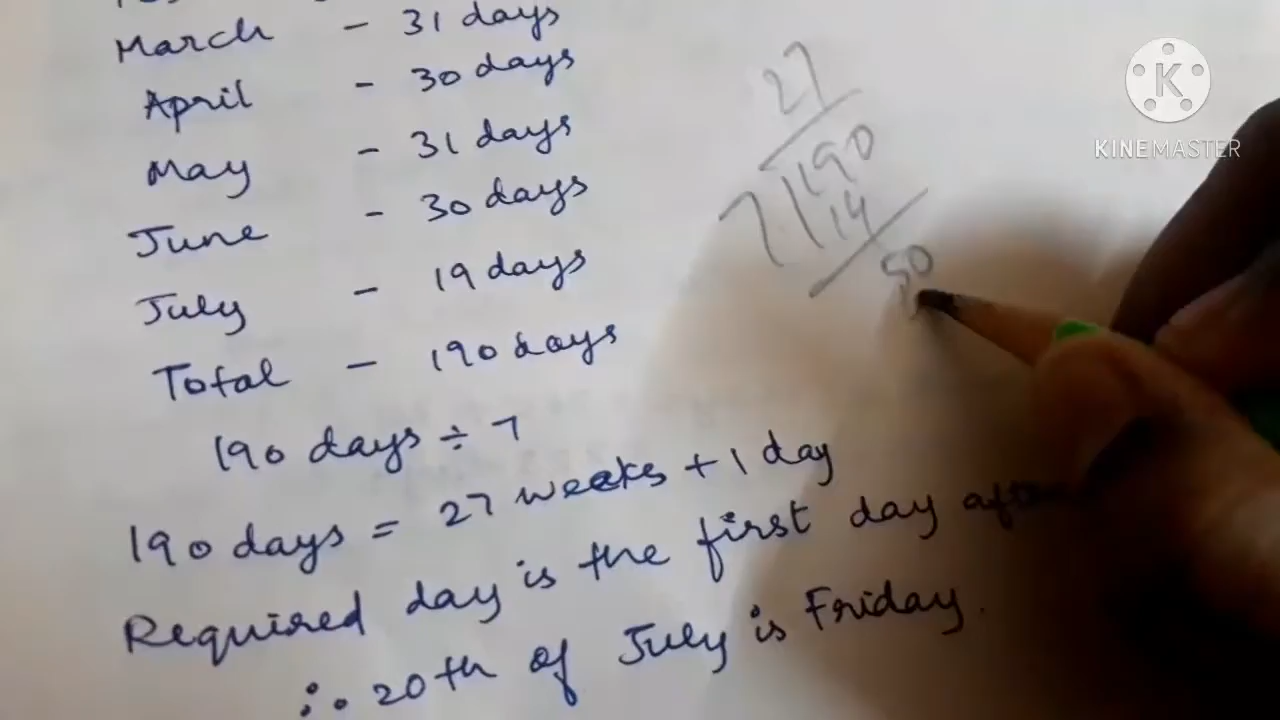 March - 31 days
April - 30 days
May - 31 days
June - 30 days
July - 19 days
Total - 190 days
190 days ÷ 7
190 days = 27 weeks + 1 day
Required day is the first day
∴ 20th of July is Friday.
27
7 190
14
50
K
KINEMASTER